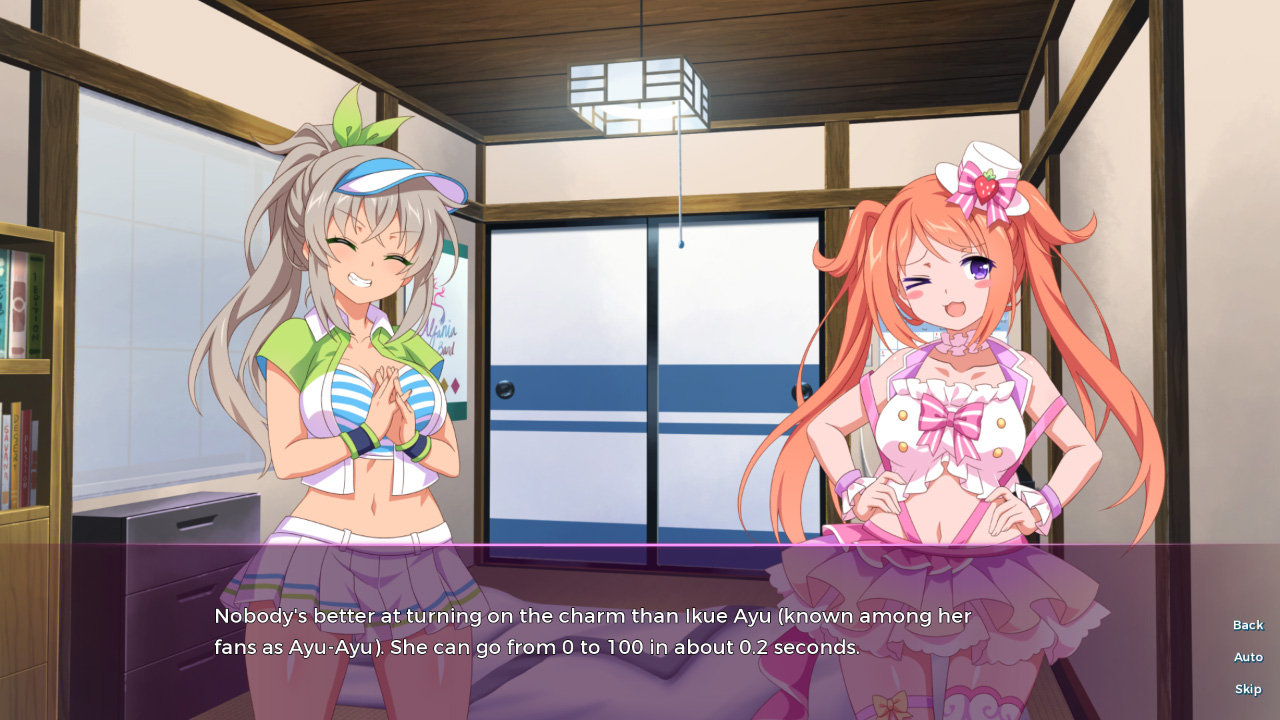 Nobody's better at turning on the charm than Ikue Ayu (known among her
fans as Ayu-Ayu). She can go from 0 to 100 in about 0.2 seconds.
Back
Auto
Skip